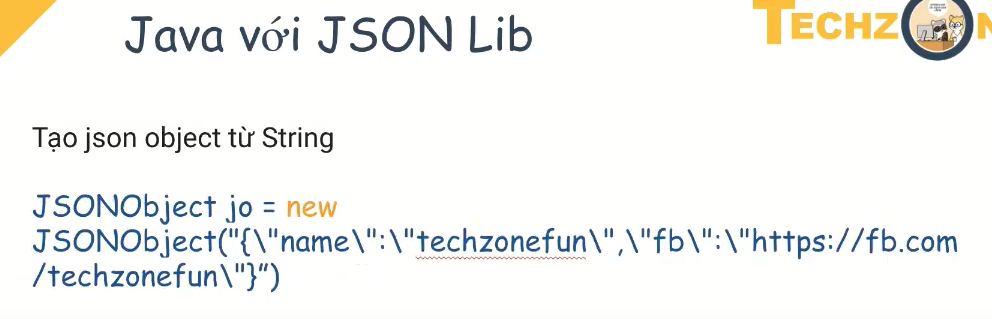 Java với JSON Lib
TECHZ N
Tạo json object từ String
JSONObject jo = new
JSONObject("{\"name\":\"techzonefun\",\"fb\":\"https://fb.com
/techzonefun\"}”)